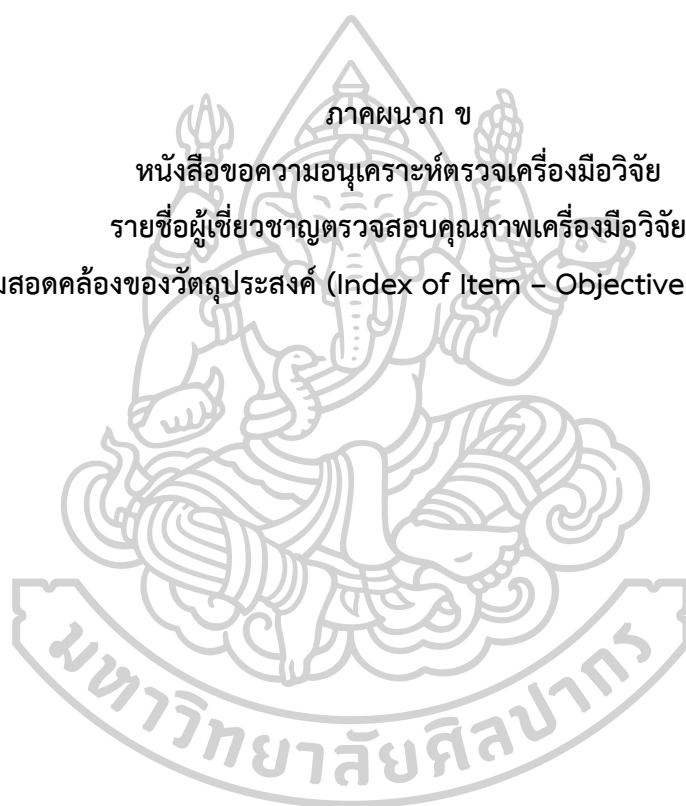 ภาคผนวก ข
หนังสือขอความอนุเคราะห์ตรวจเครื่องมือวิจัย
รายชื่อผู้เชี่ยวชาญตรวจสอบคุณภาพเครื่องมือวิจัย
สอดคล้องของวัตถุประสงค์ (Index of Item – Objective
มหาวิทยาลัยศิลปากร